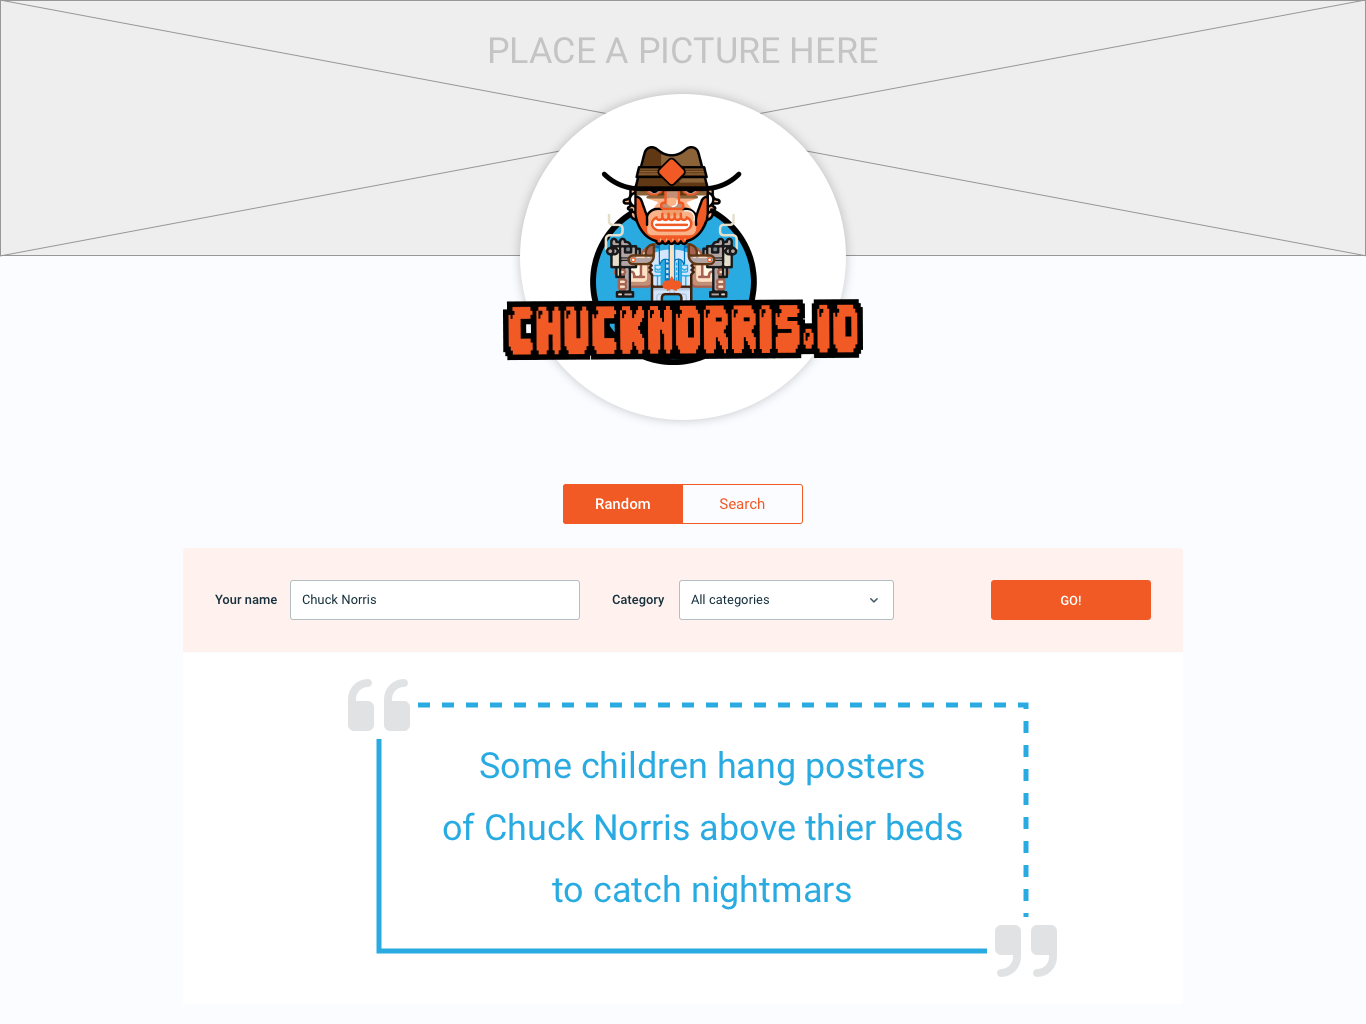 PLACE A PICTURE HERE
CHUCKNORRIS.IO
Random
Search
Your name
Chuck Norris
Category
All categories
GO!
Some children hang posters
of Chuck Norris above thier beds
to catch nightmars